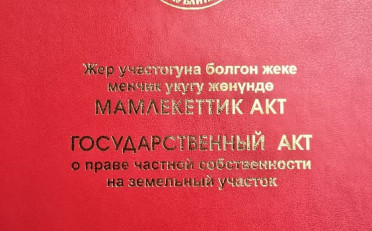 Жер участогуна болгон жеке
менчик укугу жөнүндө
МАМЛЕКЕТТИК АКТ
ГОСУДАРСТВЕННЫЙ АКТ
о праве частной собственности
на земельный участок